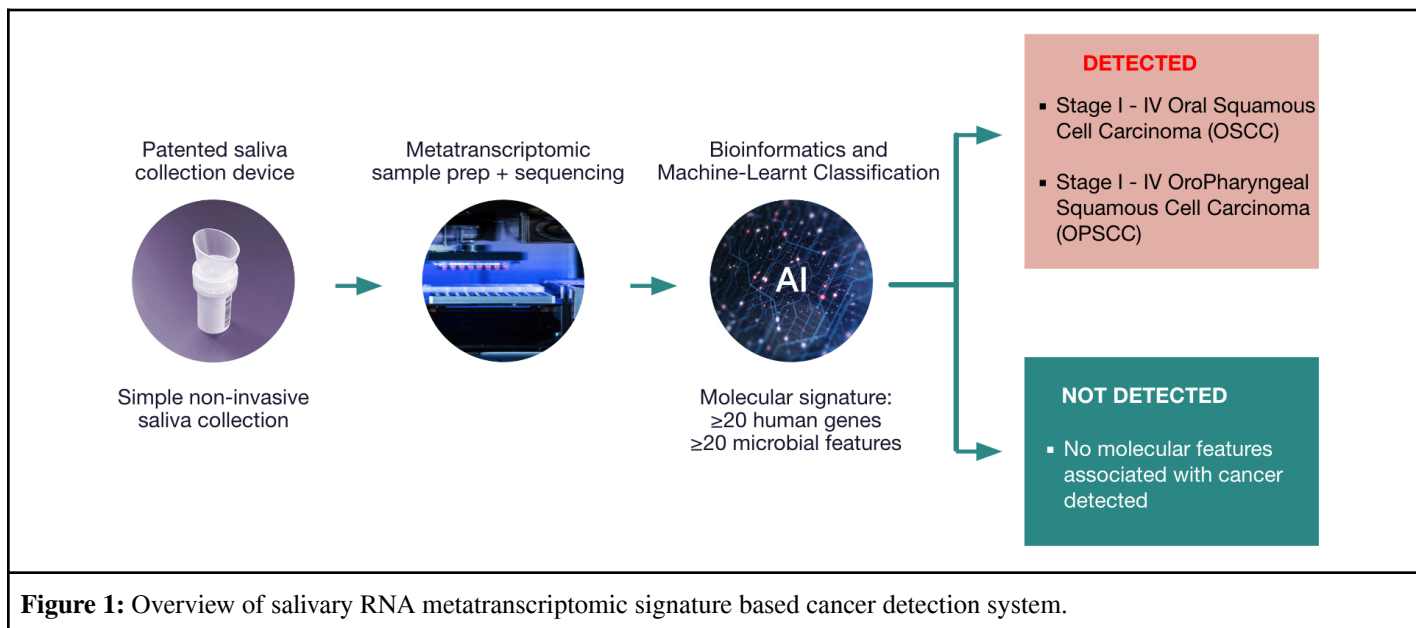 Patented saliva
collection device
Simple non-invasive
saliva collection
Metatranscriptomic
sample prep + sequencing
Bioinformatics and
Machine-Learnt Classification
AI
Molecular signature:
≥20 human genes
≥20 microbial features
DETECTED
▪ Stage I - IV Oral Squamous
Cell Carcinoma (OSCC)
▪ Stage I - IV OroPharyngeal
Squamous Cell Carcinoma
(OPSCC)
NOT DETECTED
▪ No molecular features
associated with cancer
detected
Figure 1: Overview of salivary RNA metatranscriptomic signature based cancer detection system.